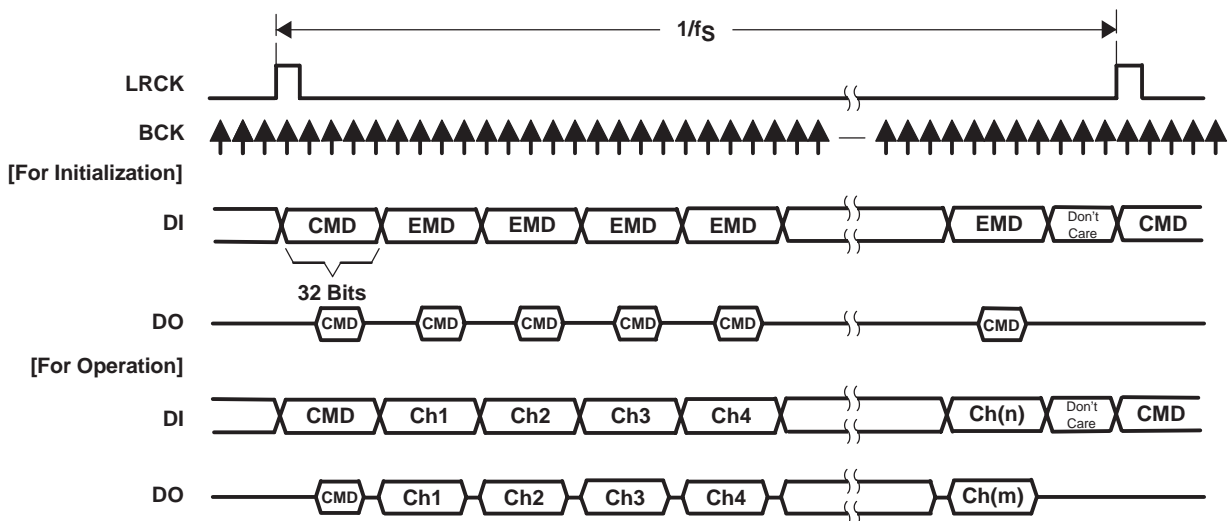 1/fS
LRCK
BCK
[For Initialization]
DI CMD EMD EMD EMD EMD EMD Don't Care CMD
32 Bits
DO CMD CMD CMD CMD CMD CMD
[For Operation]
DI CMD Ch1 Ch2 Ch3 Ch4 Ch(n) Don't Care CMD
DO CMD Ch1 Ch2 Ch3 Ch4 Ch(m)